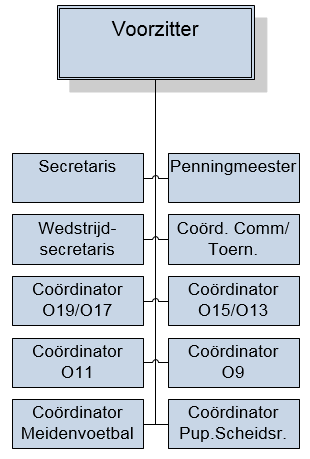 Voorzitter
Secretaris
Penningmeester
Wedstrijd-
secretaris
Coörd. Comm/
Toern.
Coördinator
O19/O17
Coördinator
O15/O13
Coördinator
O11
Coördinator
O9
Coördinator
Meidenvoetbal
Coördinator
Pup.Scheidsr.